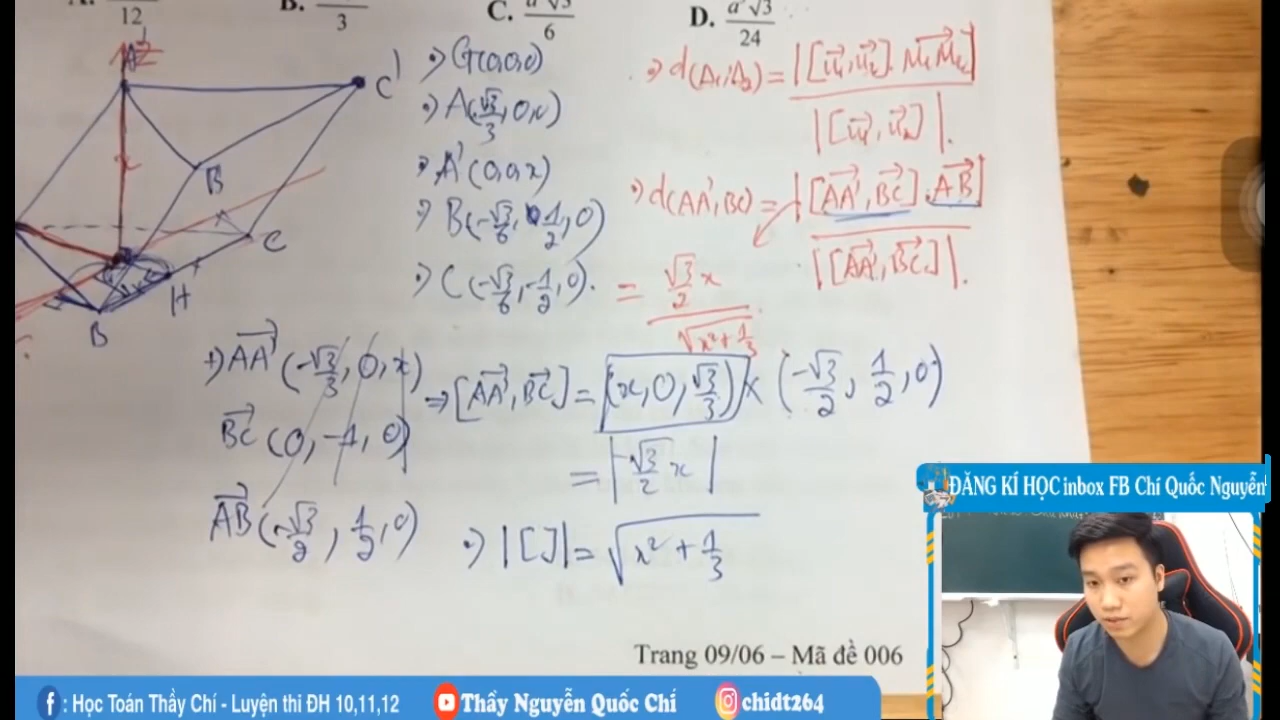 12
B.
3
C. a³√3
6
D. a³√3
24
A'
C'
B
C
H
B
x
G(0,0,0)
A(√3/3, 0, 0)
A'(0,0,x)
B(-√3/6, 1/2, 0)
C(-√3/6, -1/2, 0).
d(Δ₁,Δ₂) = |[u₁,u₂].M₁M₂|
|[u₁,u₂]|.
d(AA',BC) = |[AA',BC].AB|
|[AA',BC]|.
= √3/2 x
√(x²+1/3)
+) AA'(-√3/3, 0, x)
BC(0, -1, 0)
AB(-√3/2, 1/2, 0)
⇒[AA',BC] = (x, 0, √3/3) × (-√3/2, 1/2, 0)
= |-√3/2 x|
|[]| = √(x² + 1/3)
Trang 09/06 – Mã đề 006
ĐĂNG KÍ HỌC inbox FB Chí Quốc Nguyễn
: Học Toán Thầy Chí - Luyện thi ĐH 10,11,12
Thầy Nguyễn Quốc Chí
chidt264